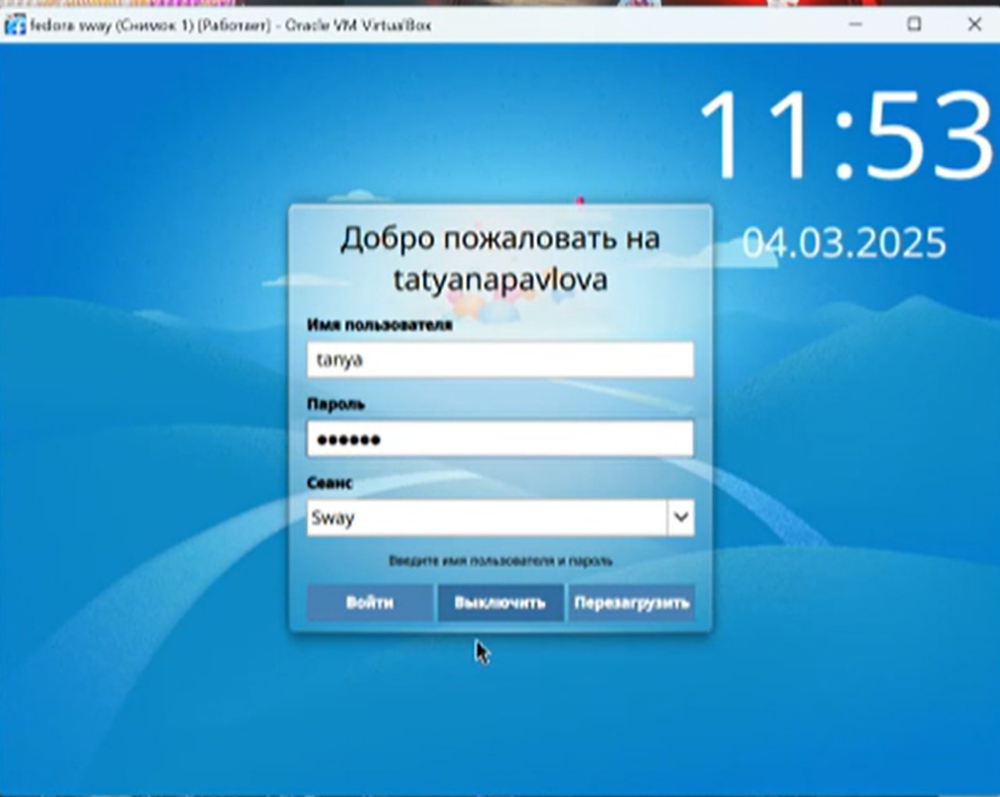 fedora sway (Снимок 1) [Работает] - Oracle VM VirtualBox
11:53
04.03.2025
Добро пожаловать на
tatyanapavlova
Имя пользователя
tanya
Пароль
••••••
Сеанс
Sway
Введите имя пользователя и пароль
Войти Выключить Перезагрузить